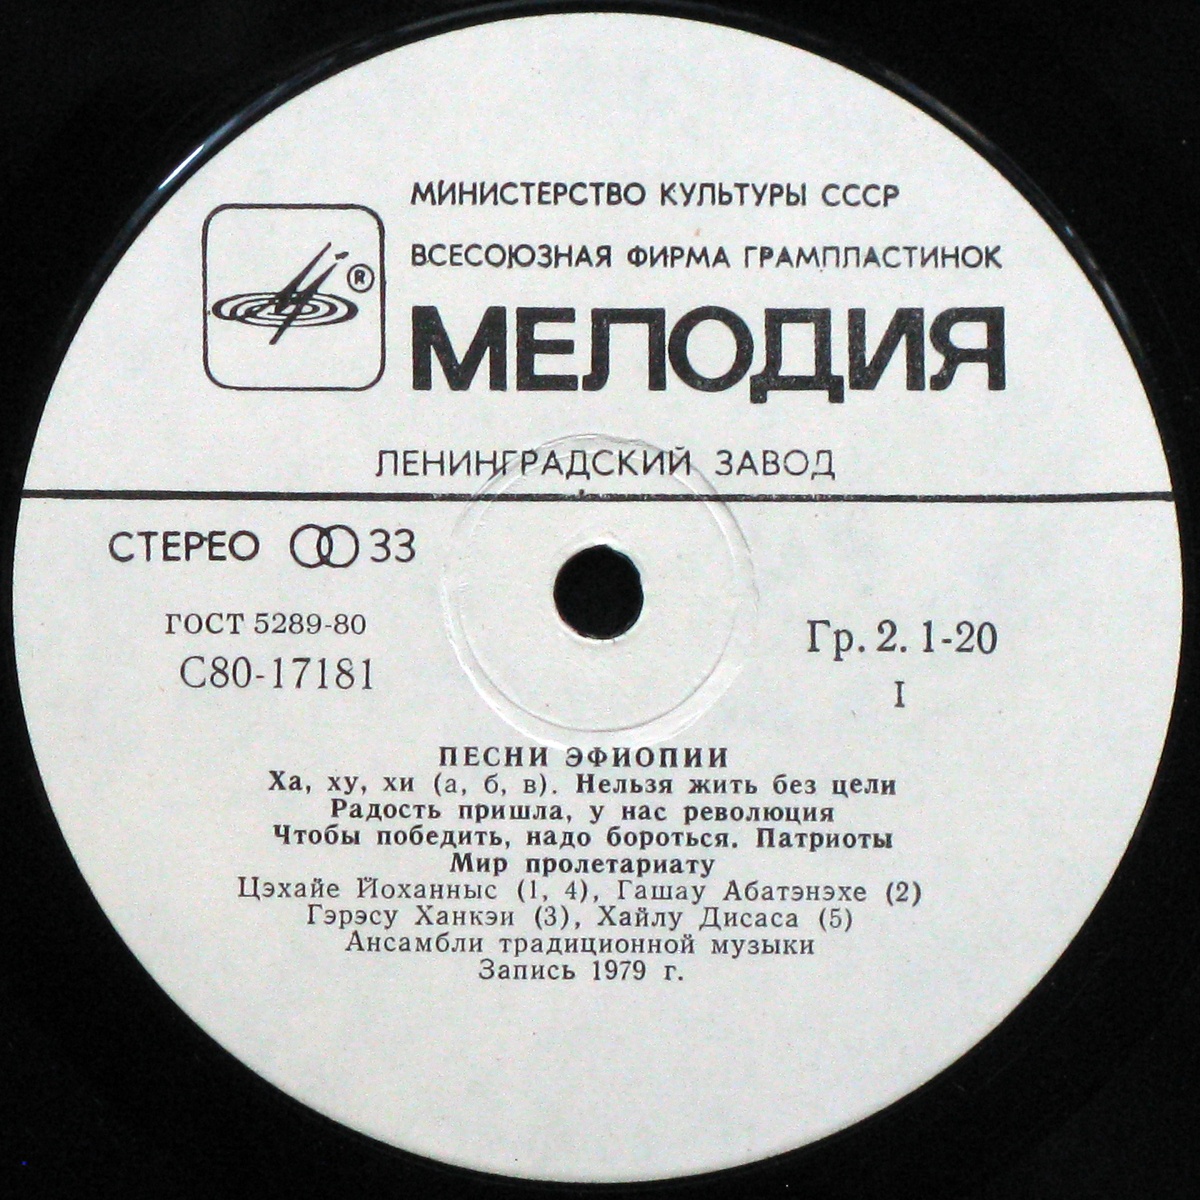 МИНИСТЕРСТВО КУЛЬТУРЫ СССР
ВСЕСОЮЗНАЯ ФИРМА ГРАМПЛАСТИНОК
®
МЕЛОДИЯ
ЛЕНИНГРАДСКИЙ ЗАВОД
СТЕРЕО 33
ГОСТ 5289-80
С80-17181
Гр. 2. 1-20
I
ПЕСНИ ЭФИОПИИ
Ха, ху, хи (а, б, в). Нельзя жить без цели
Радость пришла, у нас революция
Чтобы победить, надо бороться. Патриоты
Мир пролетариату
Цэхайе Йоханныс (1, 4), Гашау Абатэнэхе (2)
Гэрэсу Ханкэи (3), Хайлу Дисаса (5)
Ансамбли традиционной музыки
Запись 1979 г.